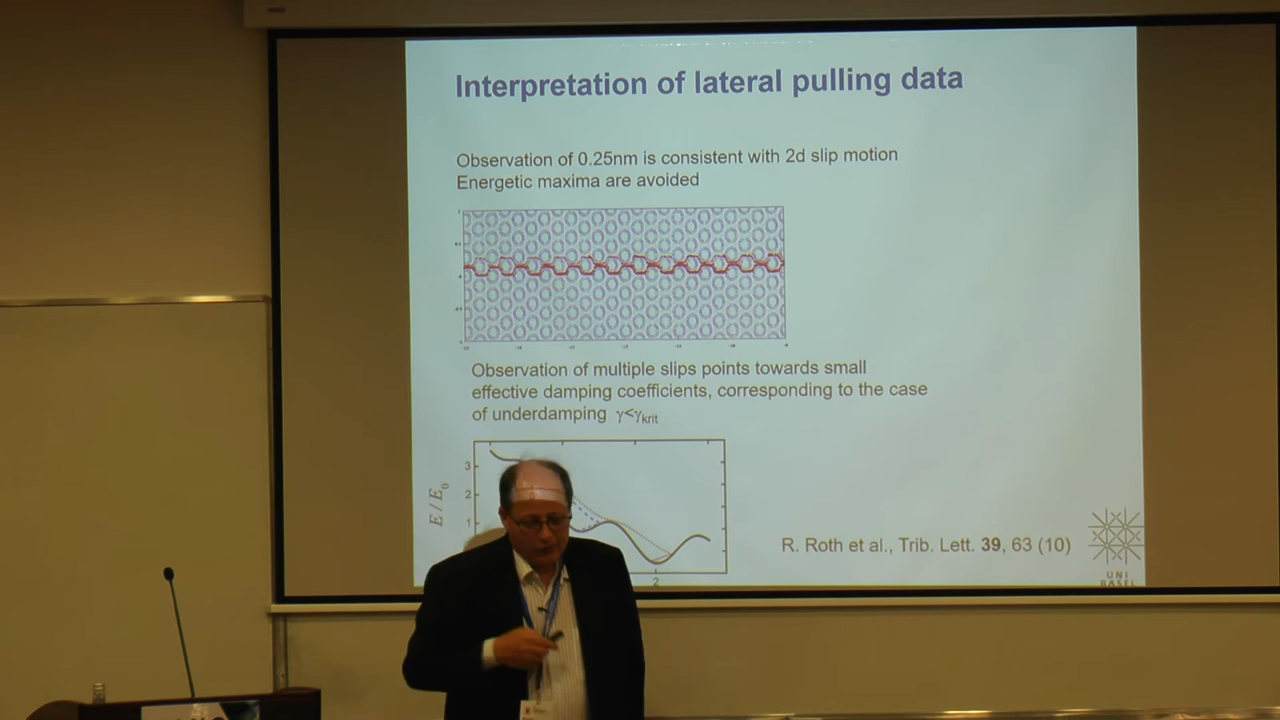 Interpretation of lateral pulling data
Observation of 0.25nm is consistent with 2d slip motion
Energetic maxima are avoided
Observation of multiple slips points towards small
effective damping coefficients, corresponding to the case
of underdamping γ<γkrit
3
2
1
E / E0
2
R. Roth et al., Trib. Lett. 39, 63 (10)
UNI
BASEL